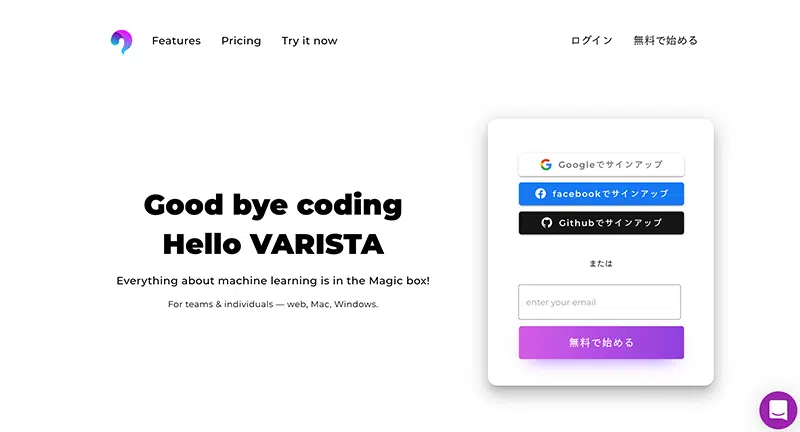 Features Pricing Try it now ログイン 無料で始める
Good bye coding
Hello VARISTA
Everything about machine learning is in the Magic box!
For teams & individuals — web, Mac, Windows.
Googleでサインアップ
facebookでサインアップ
Githubでサインアップ
または
enter your email
無料で始める